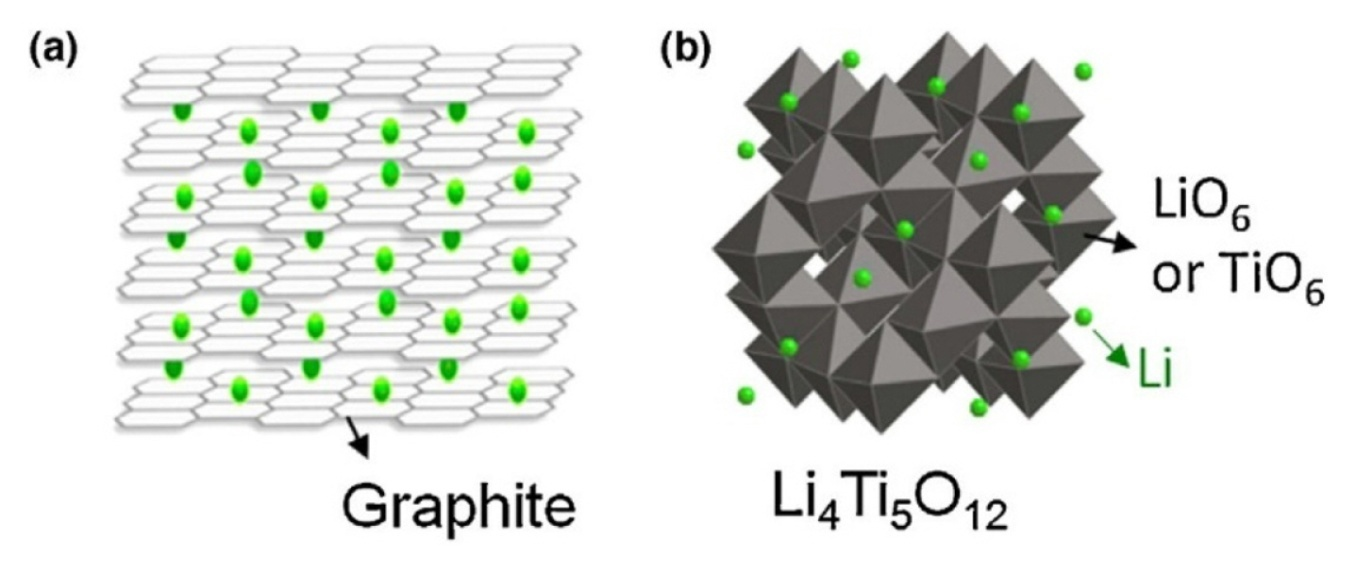 (a)
(b)
LiO₆
or TiO₆
Li
Graphite
Li₄Ti₅O₁₂